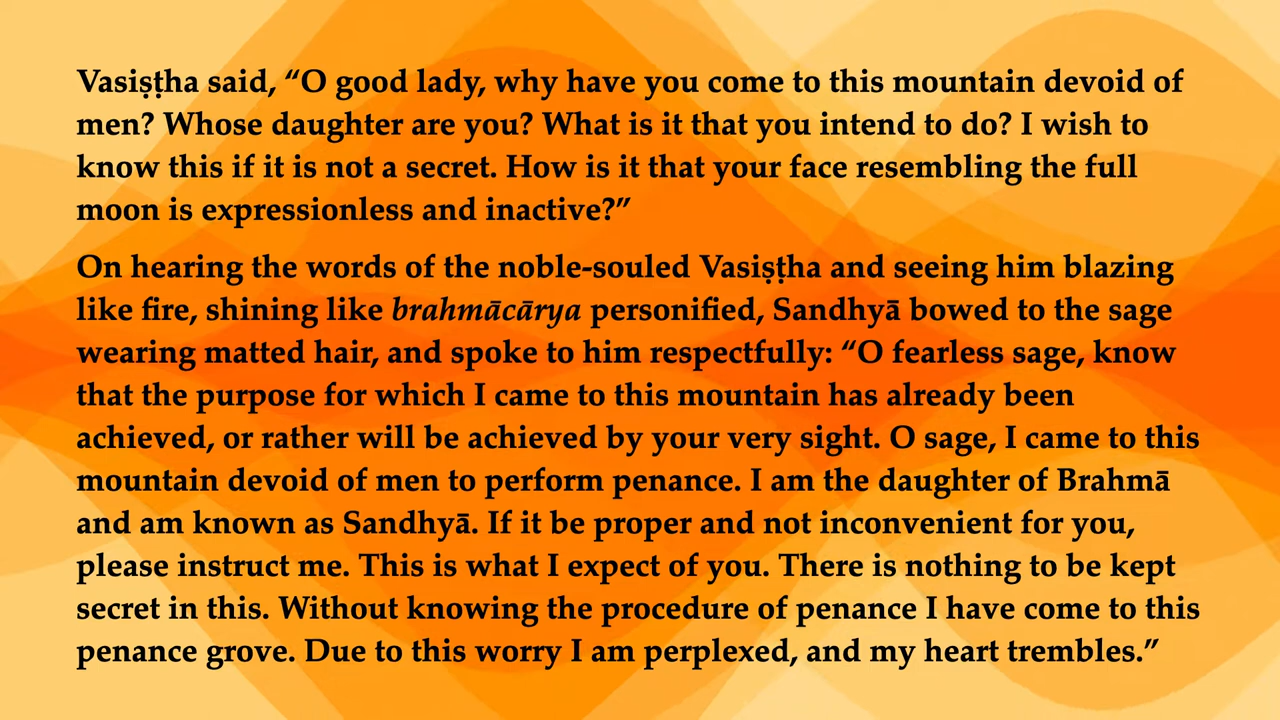 Vasiṣṭha said, “O good lady, why have you come to this mountain devoid of
men? Whose daughter are you? What is it that you intend to do? I wish to
know this if it is not a secret. How is it that your face resembling the full
moon is expressionless and inactive?”
On hearing the words of the noble-souled Vasiṣṭha and seeing him blazing
like fire, shining like brahmācārya personified, Sandhyā bowed to the sage
wearing matted hair, and spoke to him respectfully: “O fearless sage, know
that the purpose for which I came to this mountain has already been
achieved, or rather will be achieved by your very sight. O sage, I came to this
mountain devoid of men to perform penance. I am the daughter of Brahmā
and am known as Sandhyā. If it be proper and not inconvenient for you,
please instruct me. This is what I expect of you. There is nothing to be kept
secret in this. Without knowing the procedure of penance I have come to this
penance grove. Due to this worry I am perplexed, and my heart trembles.”